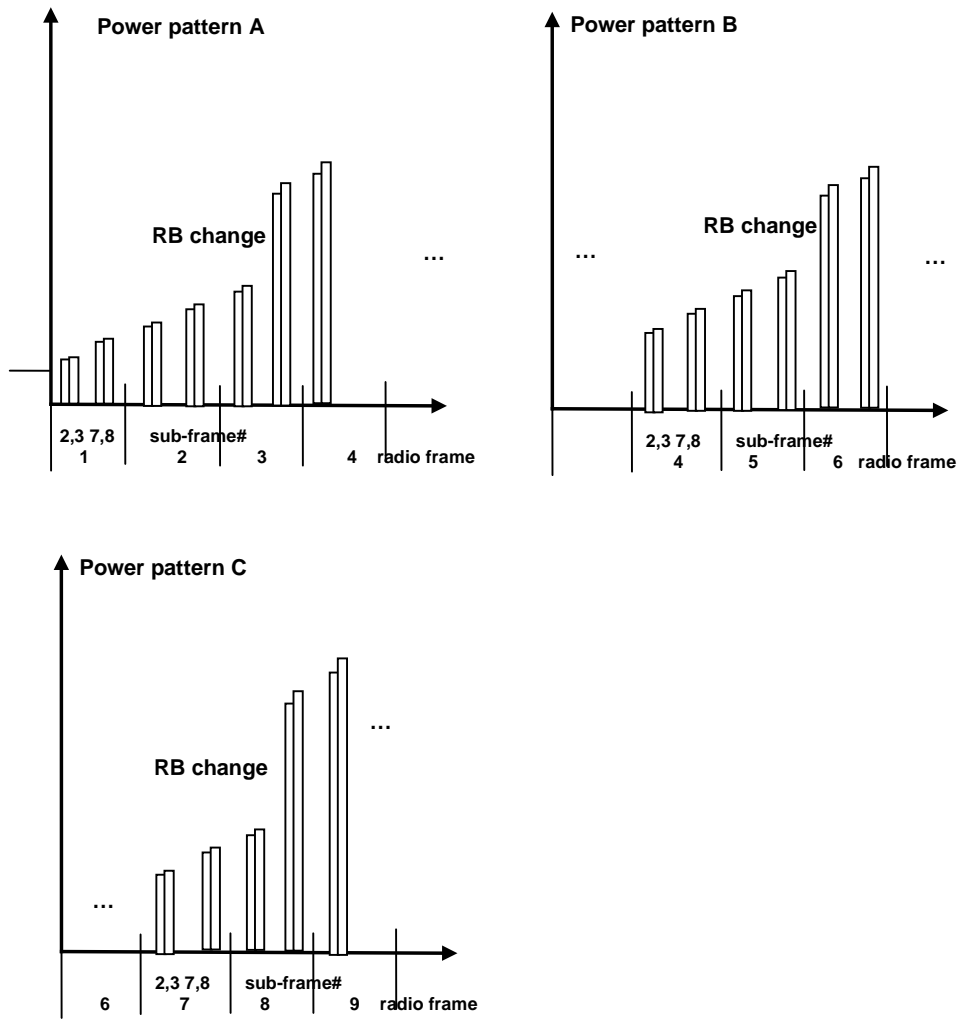 Power pattern A
RB change
...
2,3 7,8 sub-frame#
1 2 3 4 radio frame
Power pattern B
RB change
...
...
2,3 7,8 sub-frame#
4 5 6 radio frame
Power pattern C
RB change
...
...
2,3 7,8 sub-frame#
6 7 8 9 radio frame